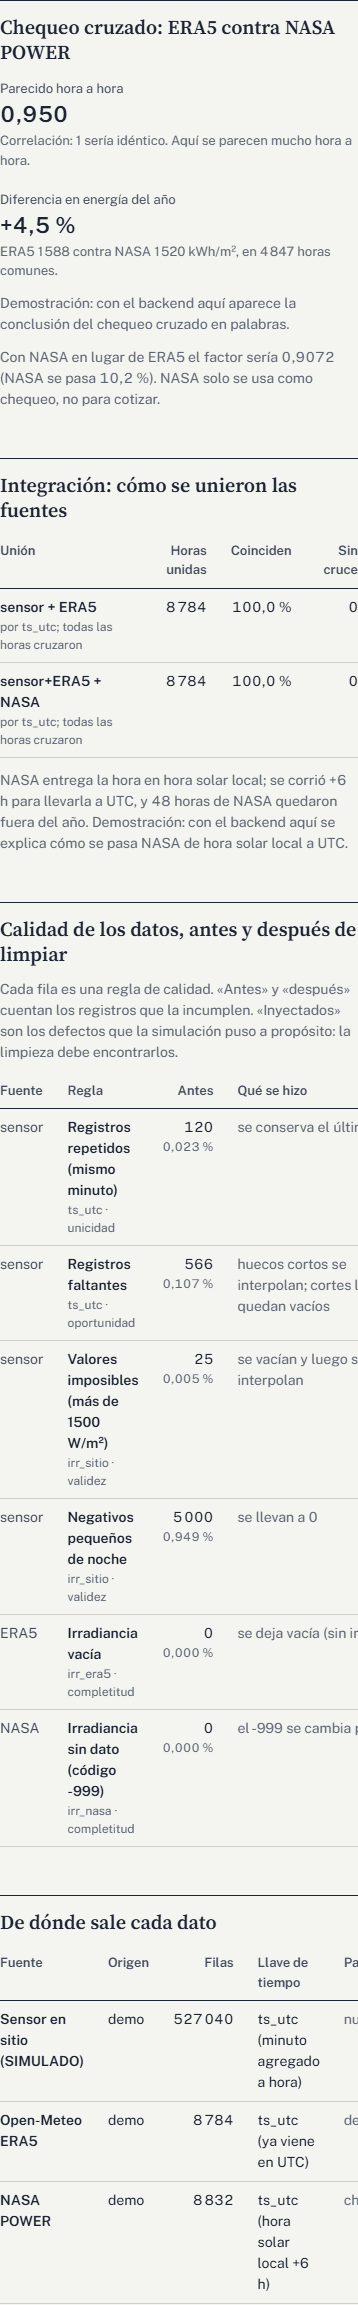 Chequeo cruzado: ERA5 contra NASA
POWER
Parecido hora a hora
0,950
Correlación: 1 sería idéntico. Aquí se parecen mucho hora a
hora.
Diferencia en energía del año
+4,5 %
ERA5 1588 contra NASA 1520 kWh/m², en 4847 horas
comunes.
Demostración: con el backend aquí aparece la
conclusión del chequeo cruzado en palabras.
Con NASA en lugar de ERA5 el factor sería 0,9072
(NASA se pasa 10,2 %). NASA solo se usa como
chequeo, no para cotizar.
Integración: cómo se unieron las
fuentes
Unión Horas unidas Coinciden Sin cruce
sensor + ERA5 8784 100,0 % 0
por ts_utc; todas las
horas cruzaron
sensor+ERA5 + NASA 8784 100,0 % 0
por ts_utc; todas las
horas cruzaron
NASA entrega la hora en hora solar local; se corrió +6
h para llevarla a UTC, y 48 horas de NASA quedaron
fuera del año. Demostración: con el backend aquí se
explica cómo se pasa NASA de hora solar local a UTC.
Calidad de los datos, antes y después de
limpiar
Cada fila es una regla de calidad. «Antes» y «después»
cuentan los registros que la incumplen. «Inyectados»
son los defectos que la simulación puso a propósito: la
limpieza debe encontrarlos.
Fuente Regla Antes Qué se hizo
sensor Registros 120 se conserva el últi
repetidos 0,023 %
(mismo
minuto)
ts_utc ·
unicidad
sensor Registros 566 huecos cortos se
faltantes 0,107 % interpolan; cortes l
ts_utc · quedan vacíos
oportunidad
sensor Valores 25 se vacían y luego s
imposibles 0,005 % interpolan
(más de
1500
W/m²)
irr_sitio ·
validez
sensor Negativos 5000 se llevan a 0
pequeños 0,949 %
de noche
irr_sitio ·
validez
ERA5 Irradiancia 0 se deja vacía (sin i
vacía 0,000 %
irr_era5 ·
completitud
NASA Irradiancia 0 el -999 se cambia p
sin dato 0,000 %
(código
-999)
irr_nasa ·
completitud
De dónde sale cada dato
Fuente Origen Filas Llave de tiempo Pa
Sensor en demo 527040 ts_utc nu
sitio (minuto
(SIMULADO) agregado
a hora)
Open-Meteo demo 8784 ts_utc de
ERA5 (ya viene
en UTC)
NASA demo 8832 ts_utc ch
POWER (hora
solar
local +6
h)